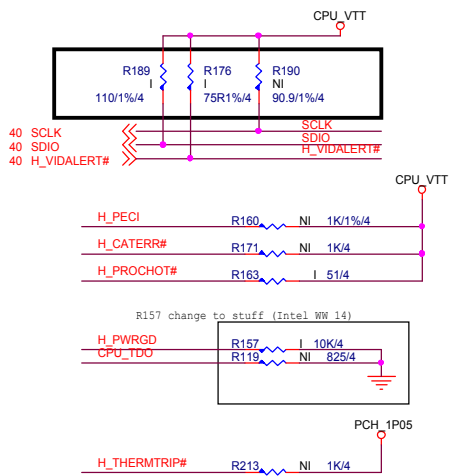 CPU_VTT
R189 R176 R190
I I NI
110/1%/4 75R1%/4 90.9/1%/4
40 SCLK SCLK
40 SDIO SDIO
40 H_VIDALERT# H_VIDALERT#
CPU_VTT
H_PECI R160 NI 1K/1%/4
H_CATERR# R171 NI 1K/4
H_PROCHOT# R163 I 51/4
R157 change to stuff (Intel WW 14)
H_PWRGD R157 I 10K/4
CPU_TDO R119 NI 825/4
PCH_1P05
H_THERMTRIP# R213 NI 1K/4